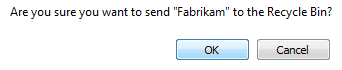 Are you sure you want to send "Fabrikam" to the Recycle Bin?
OK
Cancel